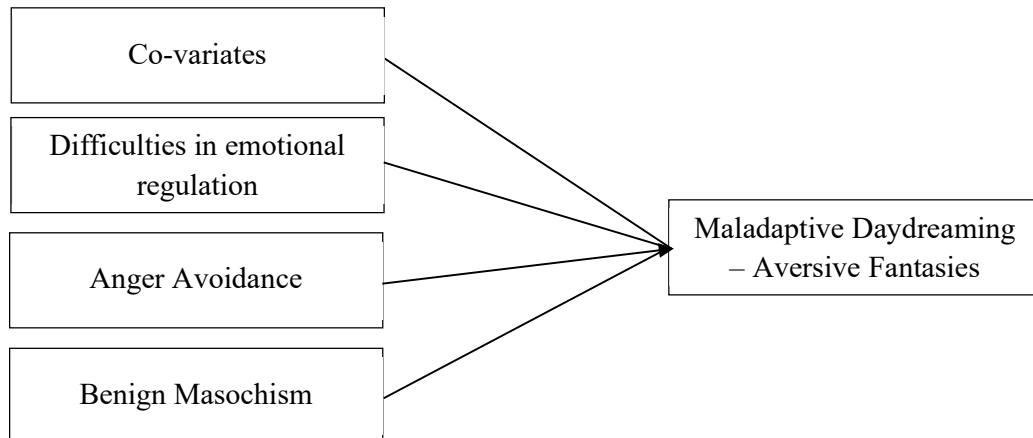 Co-variates
Difficulties in emotional
regulation
Anger Avoidance
Benign Masochism
Maladaptive Daydreaming
– Aversive Fantasies